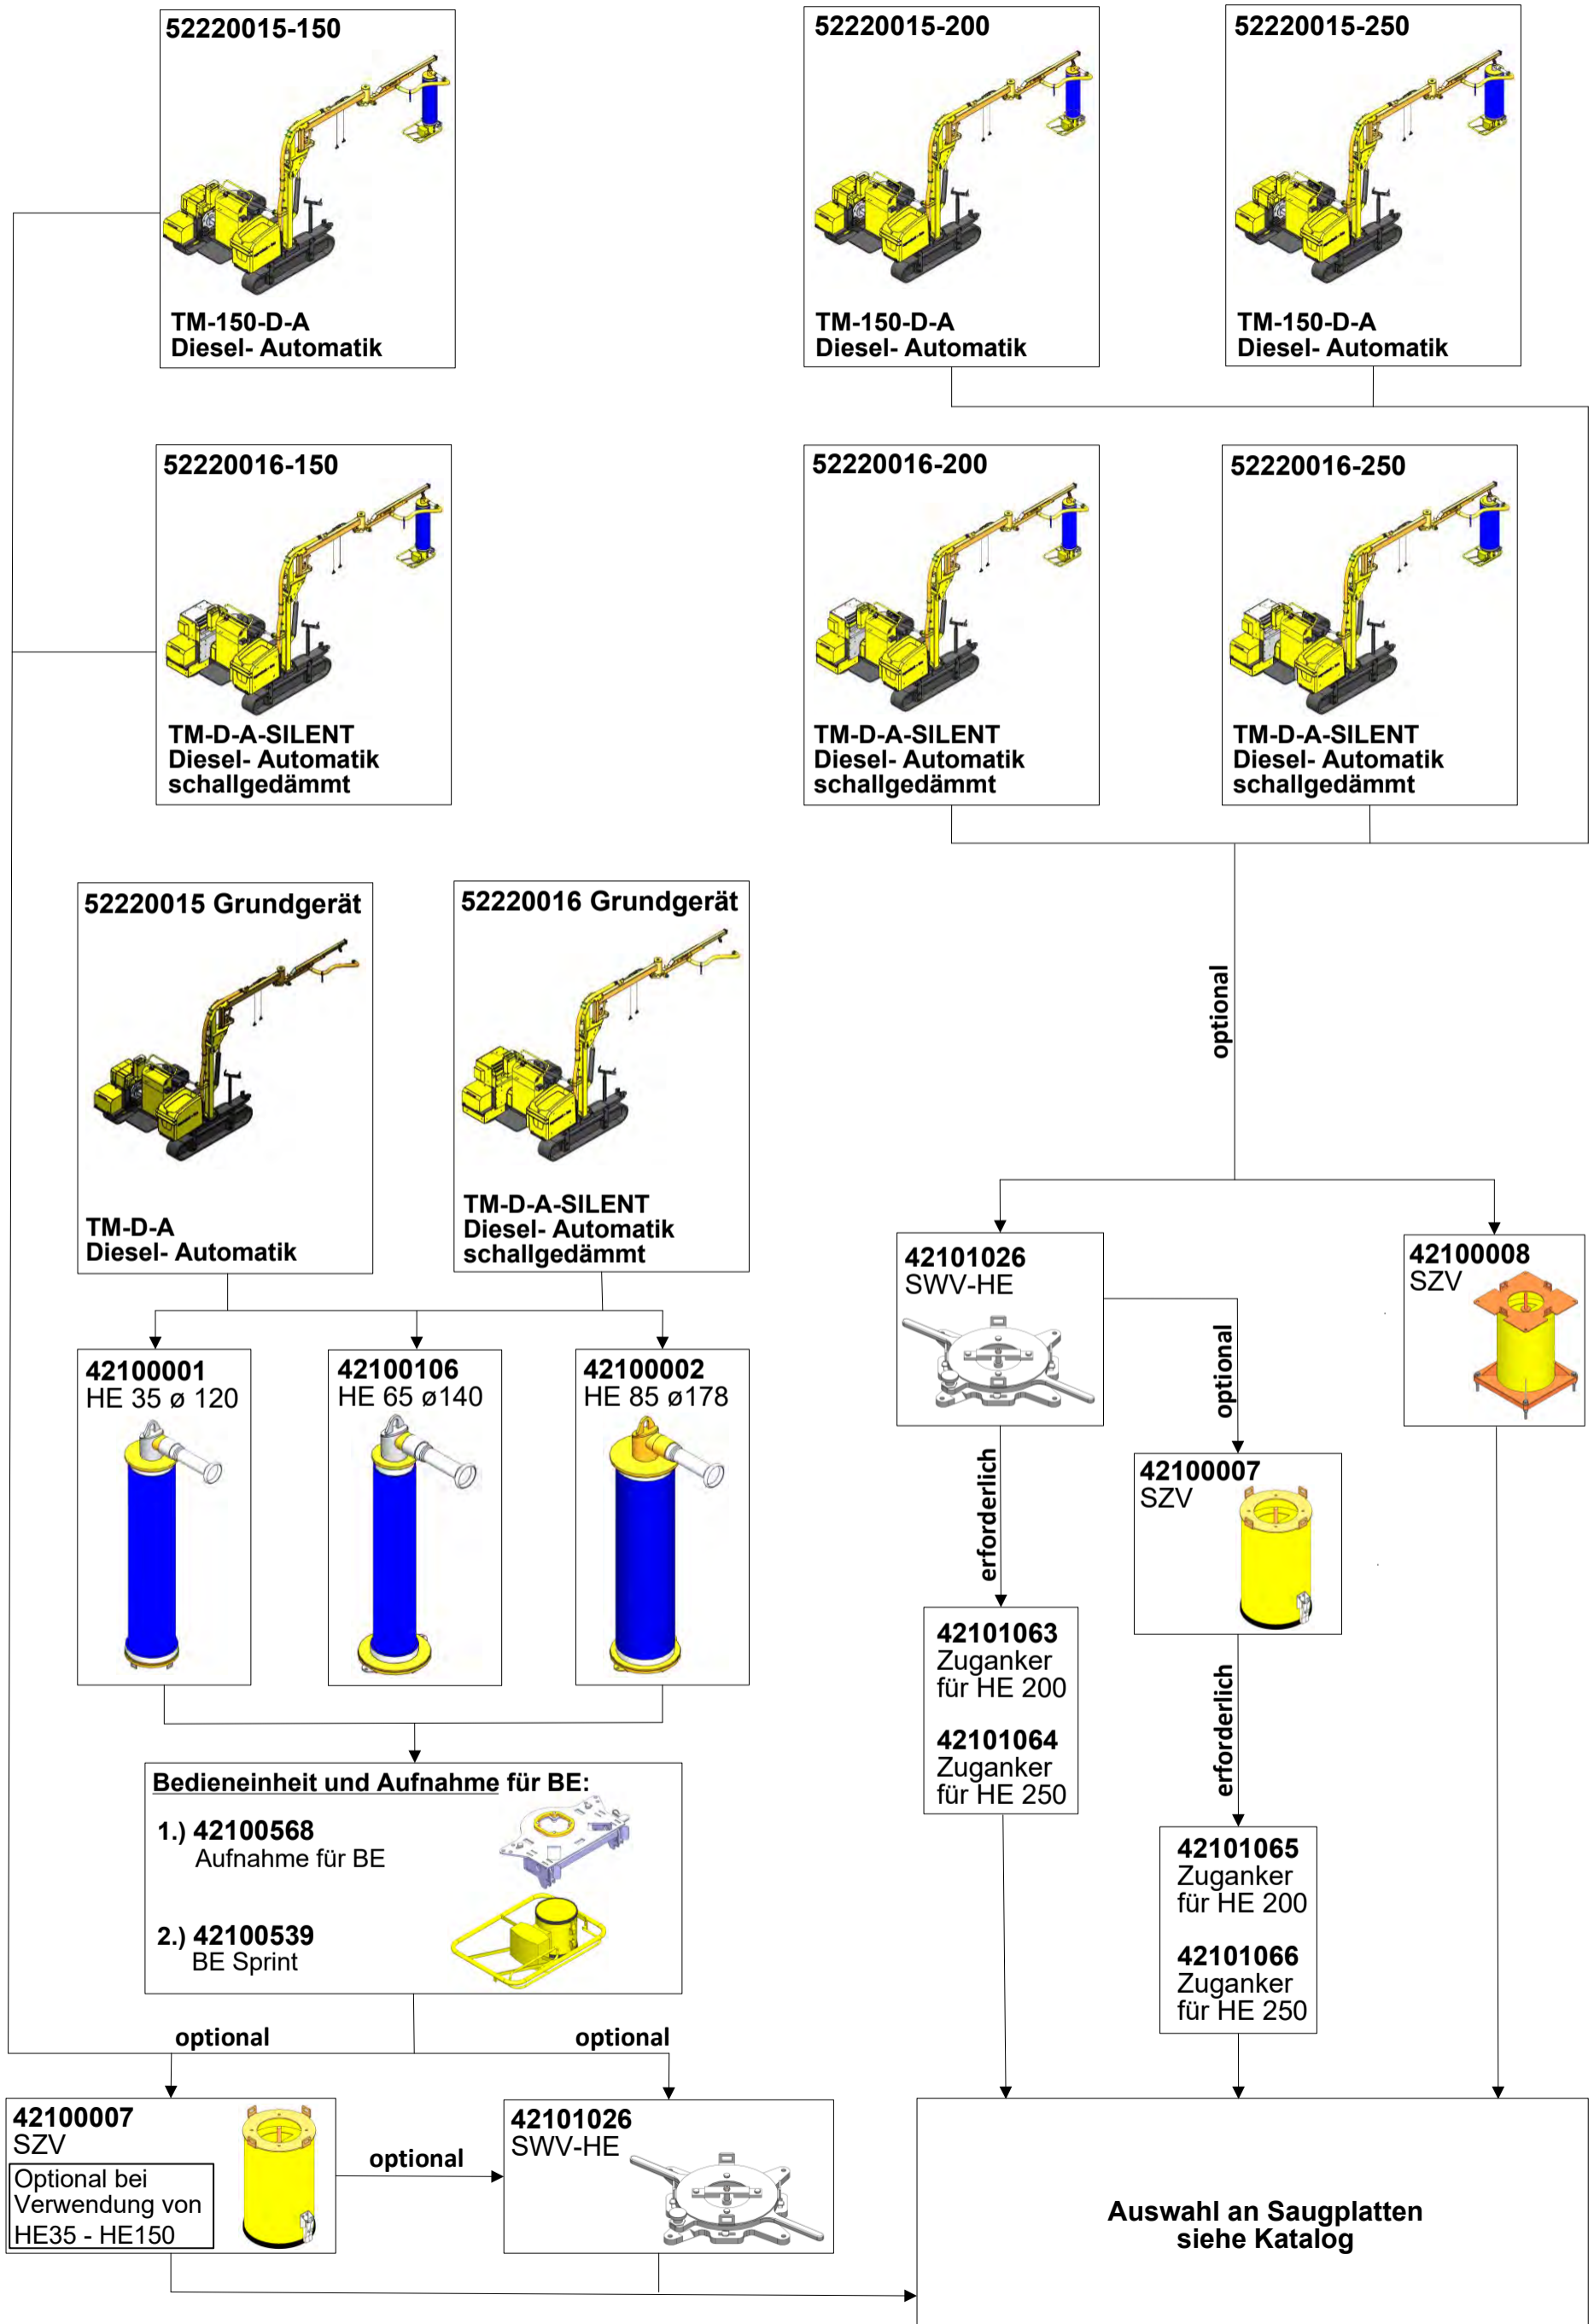 52220015-150
TM-150-D-A
Diesel- Automatik
52220015-200
TM-150-D-A
Diesel- Automatik
52220015-250
TM-150-D-A
Diesel- Automatik
52220016-150
TM-D-A-SILENT
Diesel- Automatik
schallgedämmt
52220016-200
TM-D-A-SILENT
Diesel- Automatik
schallgedämmt
52220016-250
TM-D-A-SILENT
Diesel- Automatik
schallgedämmt
52220015 Grundgerät
TM-D-A
Diesel- Automatik
52220016 Grundgerät
TM-D-A-SILENT
Diesel- Automatik
schallgedämmt
optional
42100001
HE 35 ø 120
42100106
HE 65 ø140
42100002
HE 85 ø178
42101026
SWV-HE
optional
42100008
SZV
erforderlich
42100007
SZV
42101063
Zuganker
für HE 200
42101064
Zuganker
für HE 250
erforderlich
42101065
Zuganker
für HE 200
42101066
Zuganker
für HE 250
Bedieneinheit und Aufnahme für BE:
1.) 42100568
Aufnahme für BE
2.) 42100539
BE Sprint
optional
optional
42100007
SZV
Optional bei
Verwendung von
HE35 - HE150
optional
42101026
SWV-HE
Auswahl an Saugplatten
siehe Katalog